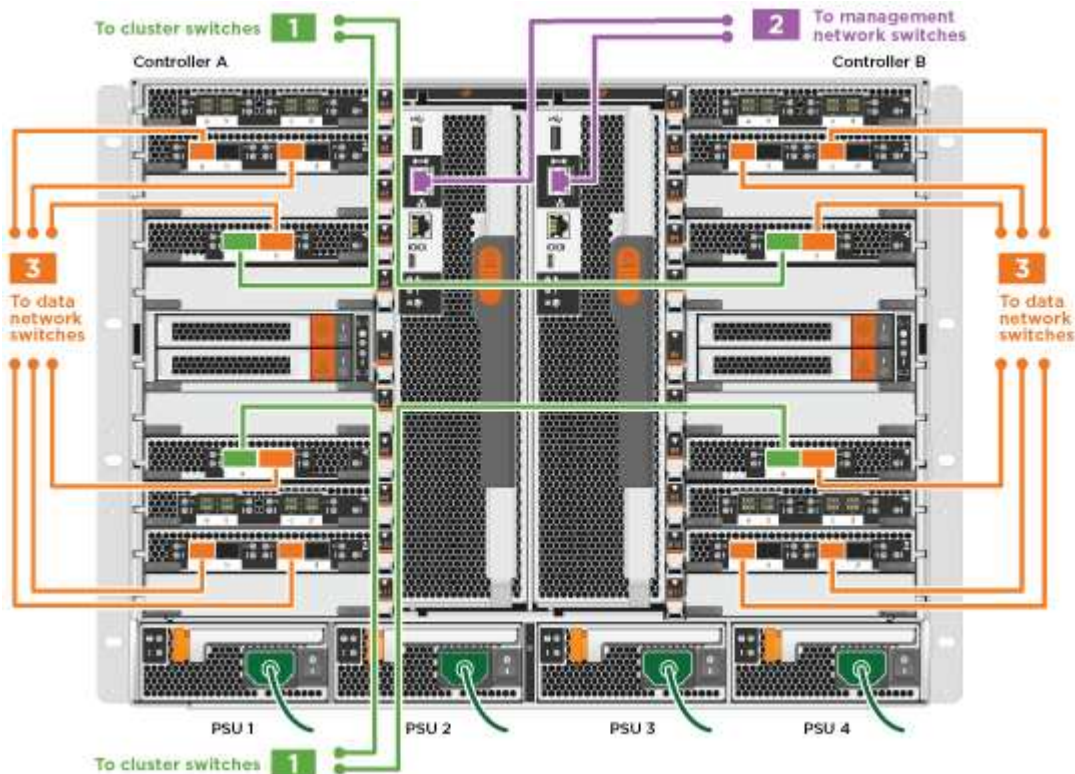 To cluster switches 1
2 To management
network switches
Controller A
Controller B
3
To data
network
switches
3
To data
network
switches
PSU 1
PSU 2
PSU 3
PSU 4
To cluster switches 1